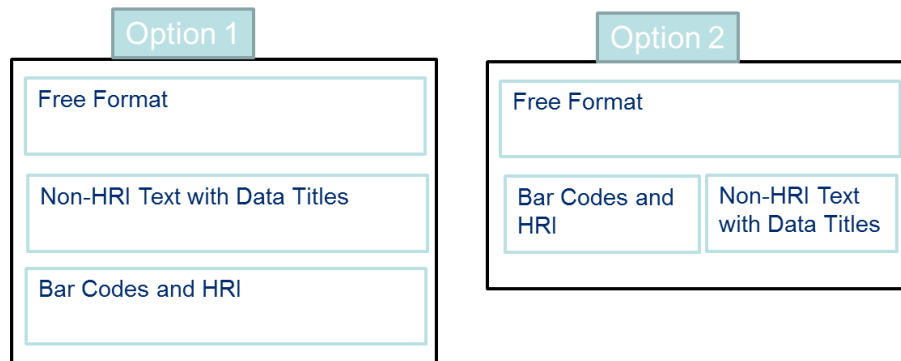 Option 1
Free Format
Non-HRI Text with Data Titles
Bar Codes and HRI
Option 2
Free Format
Bar Codes and
HRI
Non-HRI Text
with Data Titles